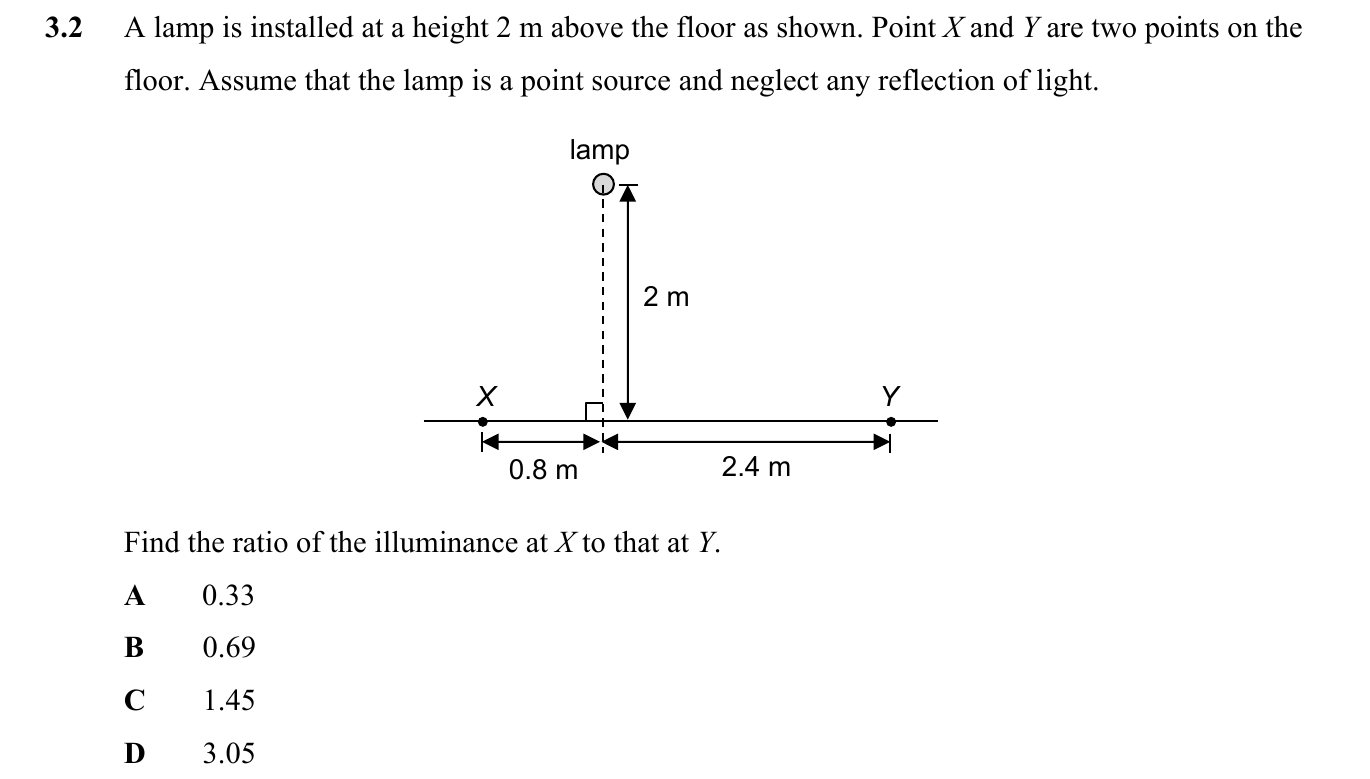 3.2 A lamp is installed at a height 2 m above the floor as shown. Point X and Y are two points on the
floor. Assume that the lamp is a point source and neglect any reflection of light.
lamp
2 m
X
Y
0.8 m
2.4 m
Find the ratio of the illuminance at X to that at Y.
A 0.33
B 0.69
C 1.45
D 3.05